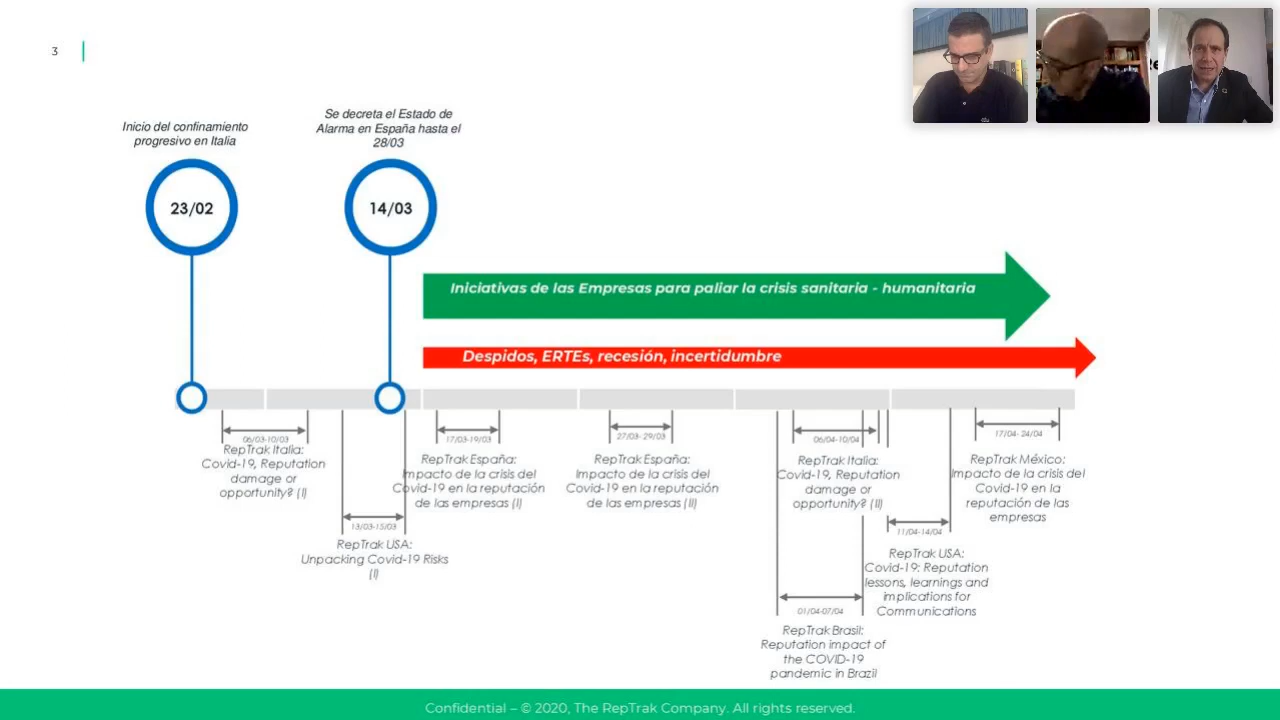 3
Inicio del confinamiento
progresivo en Italia
Se decreta el Estado de
Alarma en España hasta el
28/03
23/02
14/03
Iniciativas de las Empresas para paliar la crisis sanitaria - humanitaria
Despidos, ERTEs, recesión, incertidumbre
06/03-10/03
RepTrak Italia:
Covid-19, Reputation
damage or
opportunity? (I)
13/03-15/03
RepTrak USA:
Unpacking Covid-19 Risks
(I)
17/03-19/03
RepTrak España:
Impacto de la crisis del
Covid-19 en la reputación
de las empresas (I)
27/03- 29/03
RepTrak España:
Impacto de la crisis del
Covid-19 en la reputación
de las empresas (II)
06/04-10/04
RepTrak Italia:
Covid-19, Reputation
damage or
opportunity? (II)
01/04-07/04
RepTrak Brasil:
Reputation impact of
the COVID-19
pandemic in Brazil
11/04-14/04
RepTrak USA:
Covid-19: Reputation
lessons, learnings and
implications for
Communications
17/04- 24/04
RepTrak México:
Impacto de la crisis del
Covid-19 en la
reputación de las
empresas
Confidential – © 2020, The RepTrak Company. All rights reserved.